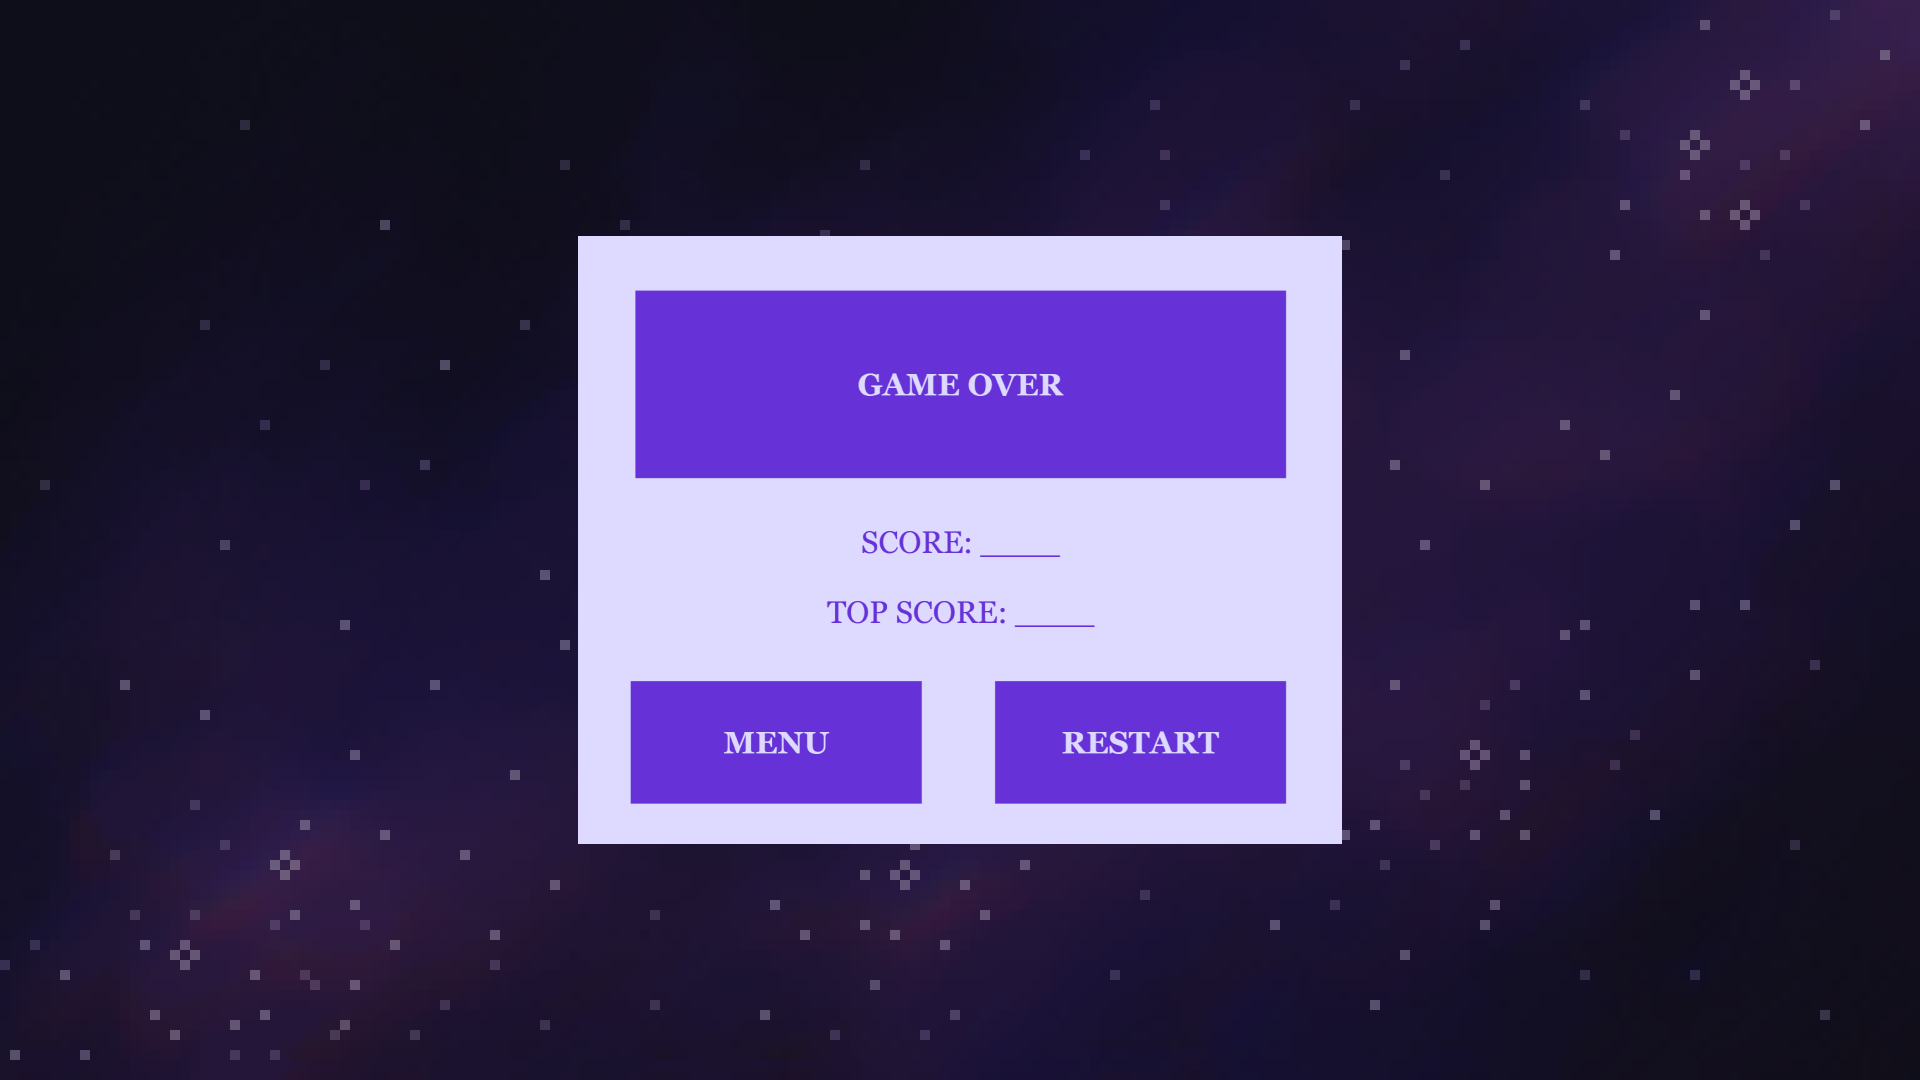 GAME OVER
SCORE: _____
TOP SCORE: _____
MENU
RESTART